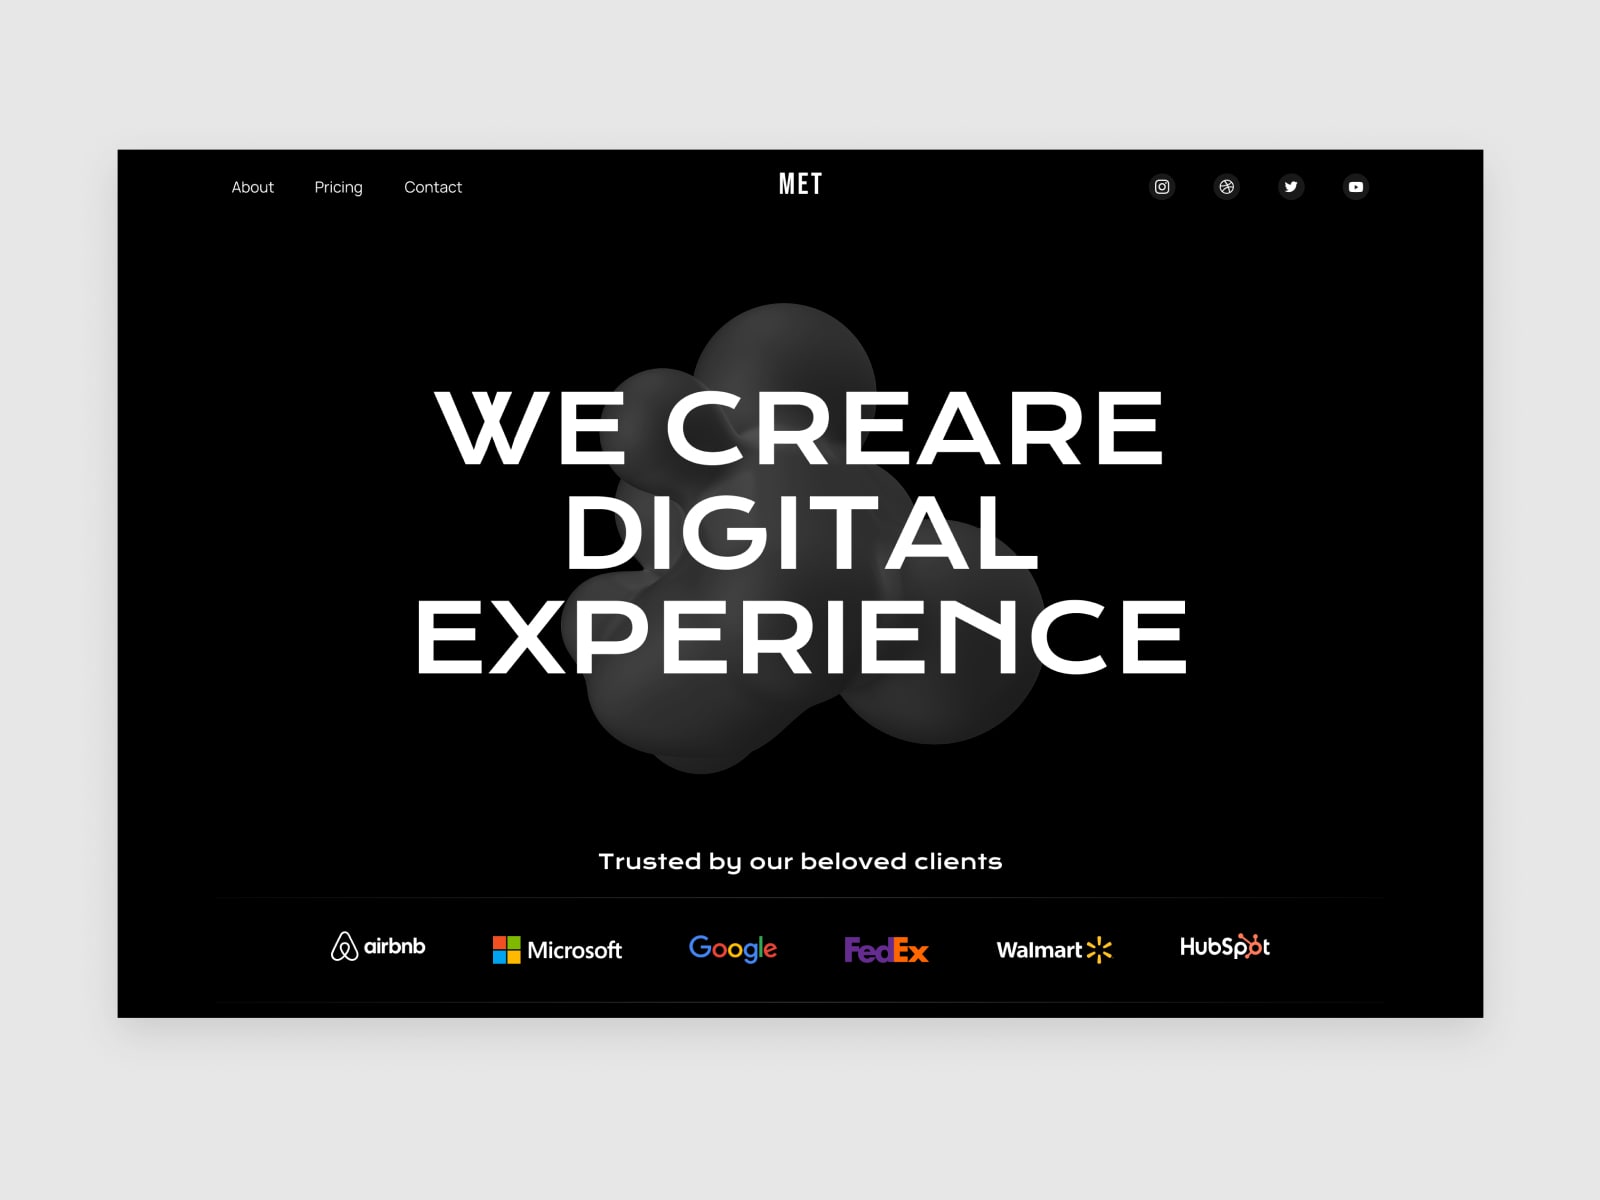 About Pricing Contact MET
WE CREARE
DIGITAL
EXPERIENCE
Trusted by our beloved clients
airbnb Microsoft Google FedEx Walmart HubSpot